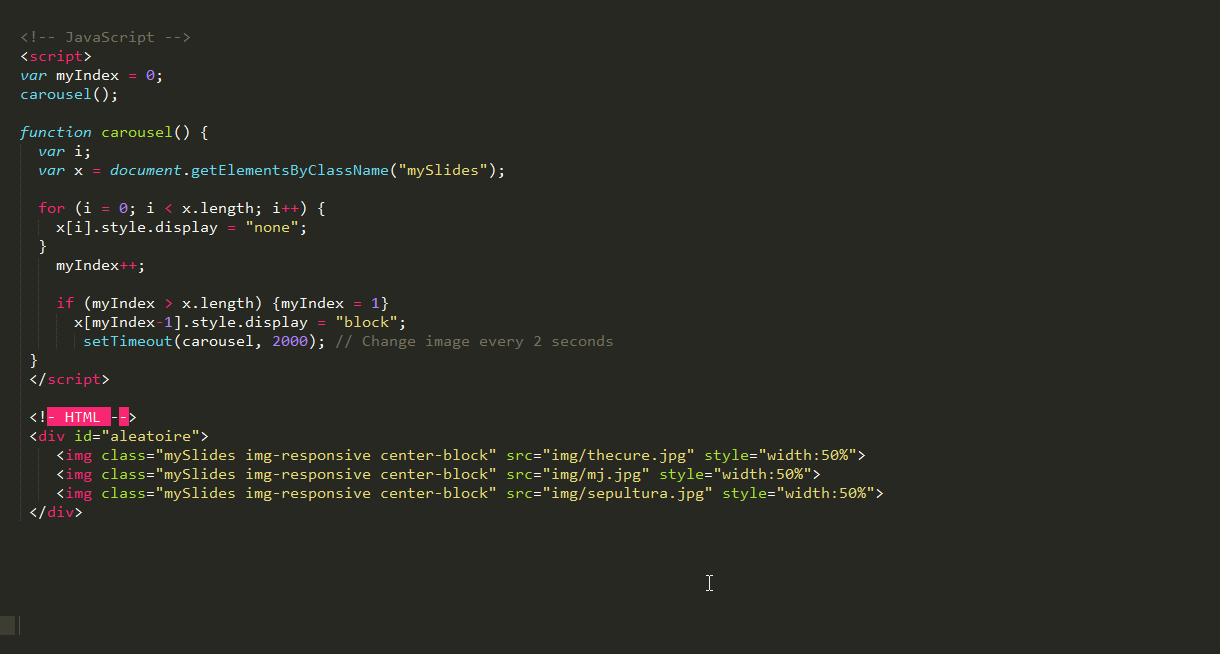 <!-- JavaScript -->
<script>
var myIndex = 0;
carousel();
function carousel() {
var i;
var x = document.getElementsByClassName("mySlides");
for (i = 0; i < x.length; i++) {
x[i].style.display = "none";
}
myIndex++;
if (myIndex > x.length) {myIndex = 1}
x[myIndex-1].style.display = "block";
setTimeout(carousel, 2000); // Change image every 2 seconds
}
</script>
<!- HTML -->
<div id="aleatoire">
<img class="mySlides img-responsive center-block" src="img/thecure.jpg" style="width:50%">
<img class="mySlides img-responsive center-block" src="img/mj.jpg" style="width:50%">
<img class="mySlides img-responsive center-block" src="img/sepultura.jpg" style="width:50%">
</div>